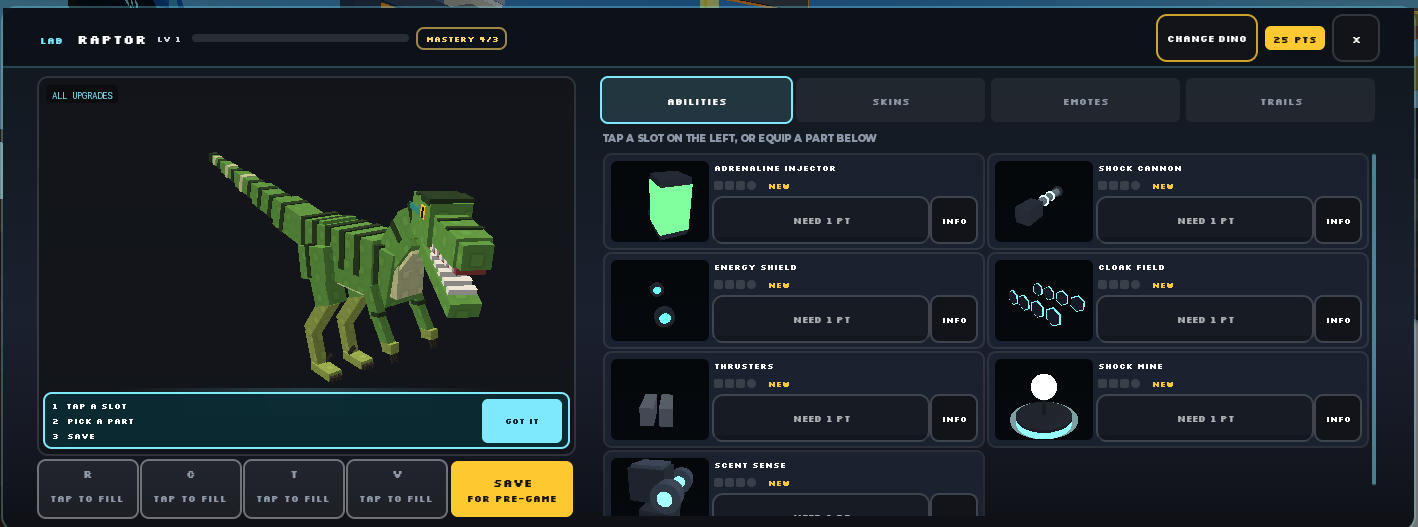 LAB RAPTOR LV 1 MASTERY 4/3 CHANGE DINO 25 PTS X
ALL UPGRADES
1 TAP A SLOT
2 PICK A PART
3 SAVE
GOT IT
R TAP TO FILL
G TAP TO FILL
T TAP TO FILL
V TAP TO FILL
SAVE
FOR PRE-GAME
ABILITIES SKINS EMOTES TRAILS
TAP A SLOT ON THE LEFT, OR EQUIP A PART BELOW
ADRENALINE INJECTOR
NEW
NEED 1 PT INFO
SHOCK CANNON
NEW
NEED 1 PT INFO
ENERGY SHIELD
NEW
NEED 1 PT INFO
CLOAK FIELD
NEW
NEED 1 PT INFO
THRUSTERS
NEW
NEED 1 PT INFO
SHOCK MINE
NEW
NEED 1 PT INFO
SCENT SENSE
NEW